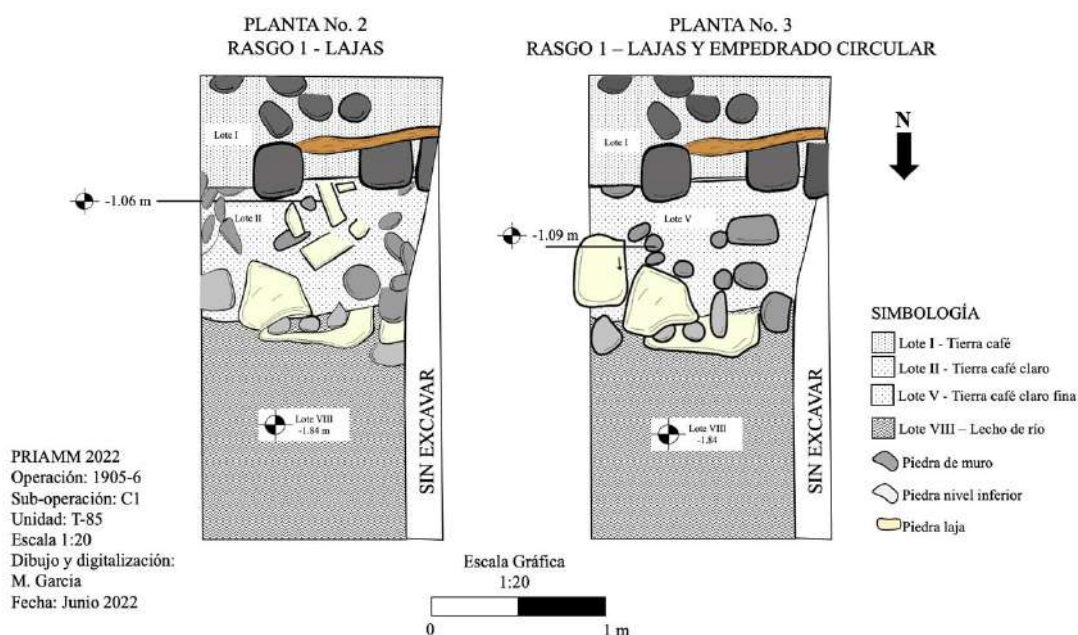 PLANTA No. 2
RASGO 1 - LAJAS
PLANTA No. 3
RASGO 1 – LAJAS Y EMPEDRADO CIRCULAR
Lote I
-1.06 m
Lote II
Lote VIII
-1.84 m
SIN EXCAVAR
Lote I
-1.09 m
Lote V
Lote VIII
-1.84
SIN EXCAVAR
N
SIMBOLOGÍA
Lote I - Tierra café
Lote II - Tierra café claro
Lote V - Tierra café claro fina
Lote VIII – Lecho de río
Piedra de muro
Piedra nivel inferior
Piedra laja
PRIAMM 2022
Operación: 1905-6
Sub-operación: C1
Unidad: T-85
Escala 1:20
Dibujo y digitalización:
M. García
Fecha: Junio 2022
Escala Gráfica
1:20
0 1 m